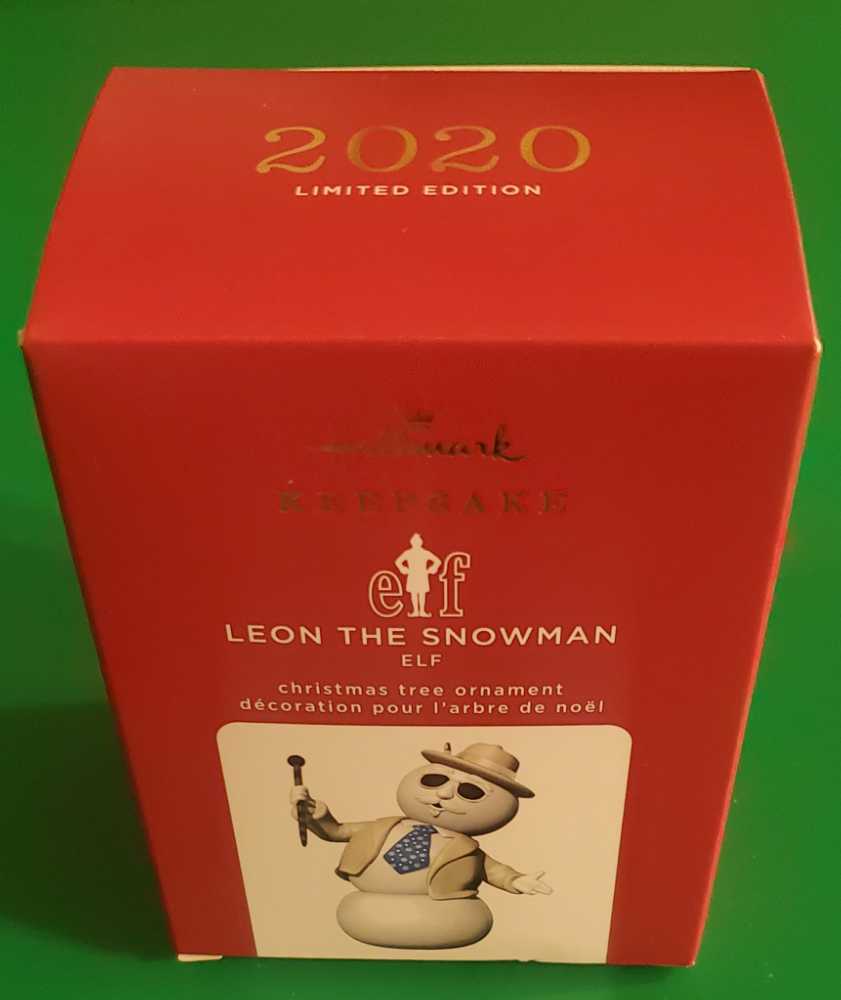 2020
LIMITED EDITION
Hallmark
KEEPSAKE
elf
LEON THE SNOWMAN
ELF
christmas tree ornament
décoration pour l'arbre de noël